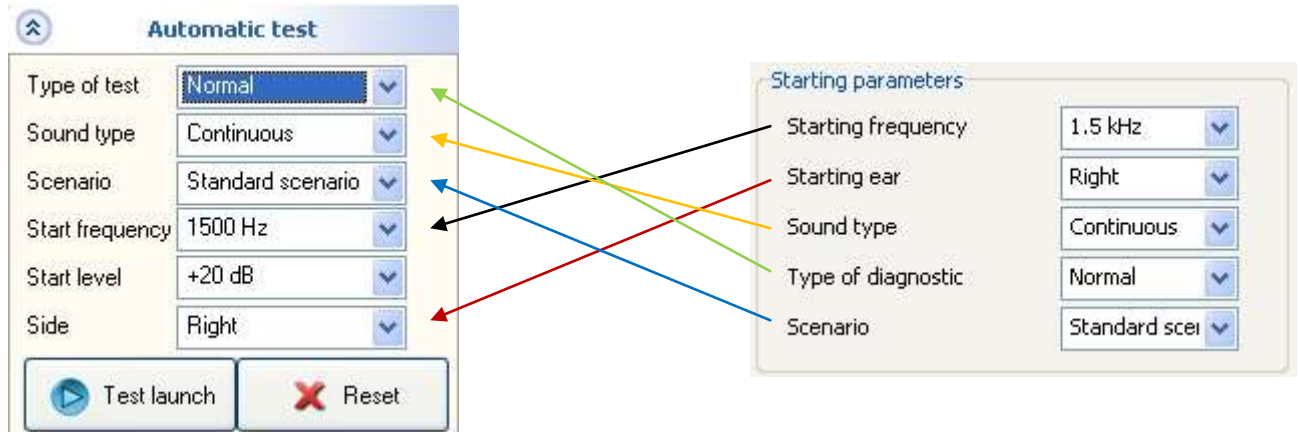 Automatic test
Type of test Normal
Sound type Continuous
Scenario Standard scenario
Start frequency 1500 Hz
Start level +20 dB
Side Right
Test launch Reset
Starting parameters
Starting frequency 1.5 kHz
Starting ear Right
Sound type Continuous
Type of diagnostic Normal
Scenario Standard scei